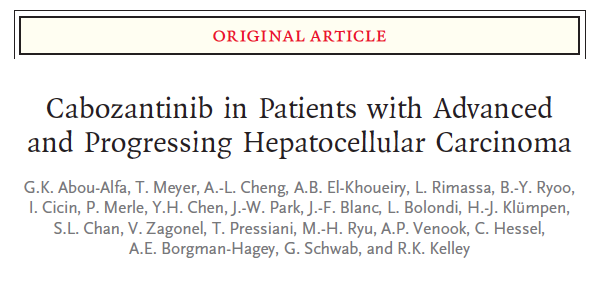 ORIGINAL ARTICLE
Cabozantinib in Patients with Advanced
and Progressing Hepatocellular Carcinoma
G.K. Abou-Alfa, T. Meyer, A.-L. Cheng, A.B. El-Khoueiry, L. Rimassa, B.-Y. Ryoo,
I. Cicin, P. Merle, Y.H. Chen, J.-W. Park, J.-F. Blanc, L. Bolondi, H.-J. Klümpen,
S.L. Chan, V. Zagonel, T. Pressiani, M.-H. Ryu, A.P. Venook, C. Hessel,
A.E. Borgman-Hagey, G. Schwab, and R.K. Kelley